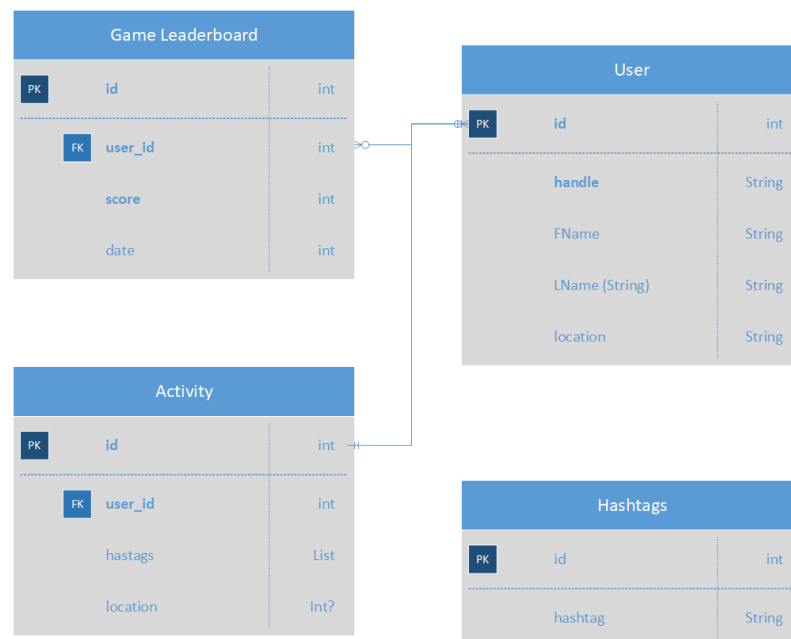 Game Leaderboard
PK id int
FK user_id int
score int
date int
User
PK id int
handle String
FName String
LName (String) String
location String
Activity
PK id int
FK user_id int
hastags List
location Int?
Hashtags
PK id int
hashtag String